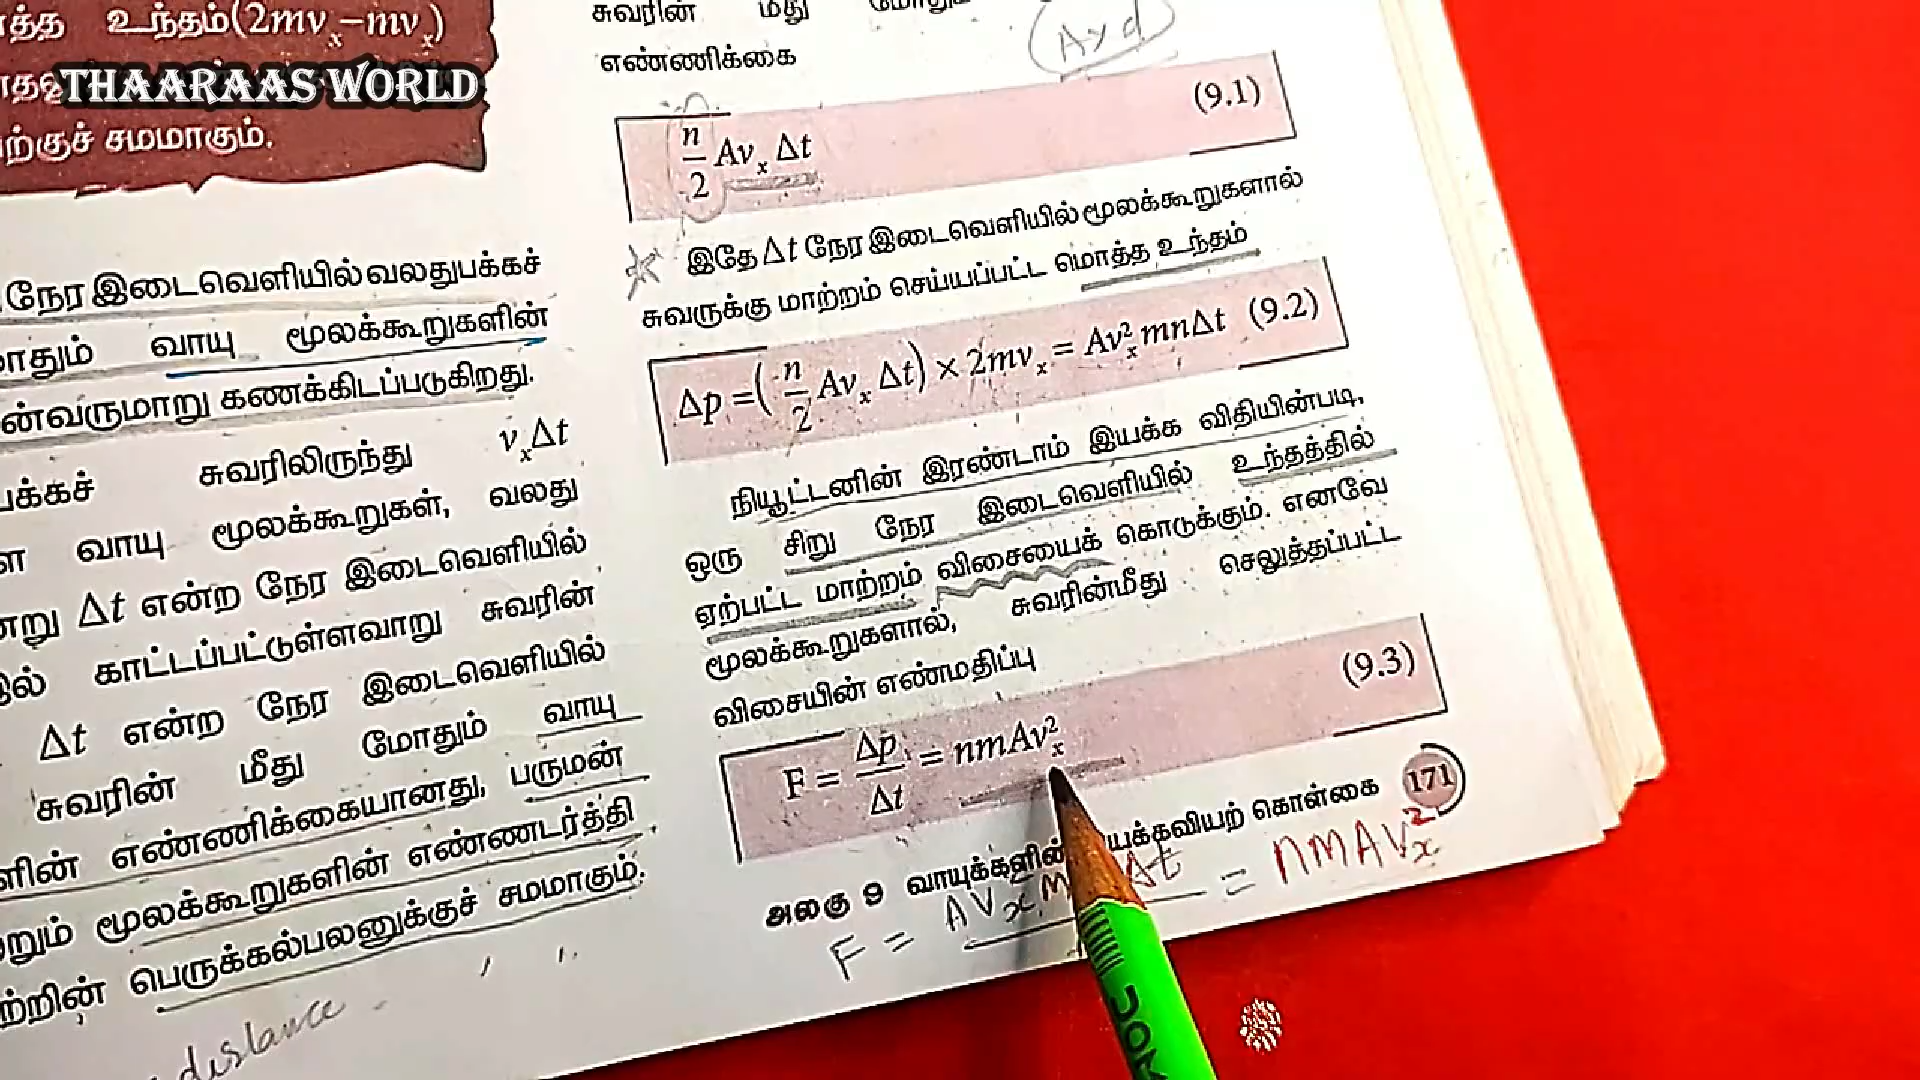 த்த உந்தம்(2mvₓ–mvₓ)
THAARAAS WORLD
ற்குச் சமமாகும்.
நேர இடைவெளியில் வலதுபக்கச்
மோதும் வாயு மூலக்கூறுகளின்
ன்வருமாறு கணக்கிடப்படுகிறது.
பக்கச் சுவரிலிருந்து vₓΔt
ள வாயு மூலக்கூறுகள், வலது
ன்று Δt என்ற நேர இடைவெளியில்
ல் காட்டப்பட்டுள்ளவாறு சுவரின்
Δt என்ற நேர இடைவெளியில்
சுவரின் மீது மோதும் வாயு
ளின் எண்ணிக்கையானது, பருமன்
றும் மூலக்கூறுகளின் எண்ணடர்த்தி
ற்றின் பெருக்கல்பலனுக்குச் சமமாகும்.
distance
சுவரின் மீது மோதும்
எண்ணிக்கை
n/2 Avₓ Δt (9.1)
இதே Δt நேர இடைவெளியில் மூலக்கூறுகளால்
சுவருக்கு மாற்றம் செய்யப்பட்ட மொத்த உந்தம்
Δp = (n/2 Avₓ Δt) × 2mvₓ = Avₓ² mnΔt (9.2)
நியூட்டனின் இரண்டாம் இயக்க விதியின்படி,
ஒரு சிறு நேர இடைவெளியில் உந்தத்தில்
ஏற்பட்ட மாற்றம் விசையைக் கொடுக்கும். எனவே
மூலக்கூறுகளால், சுவரின்மீது செலுத்தப்பட்ட
விசையின் எண்மதிப்பு
F = Δp/Δt = nmAvₓ² (9.3)
அலகு 9 வாயுக்களின் யக்கவியற் கொள்கை 171
F = AVx M Δt = nMAVx²